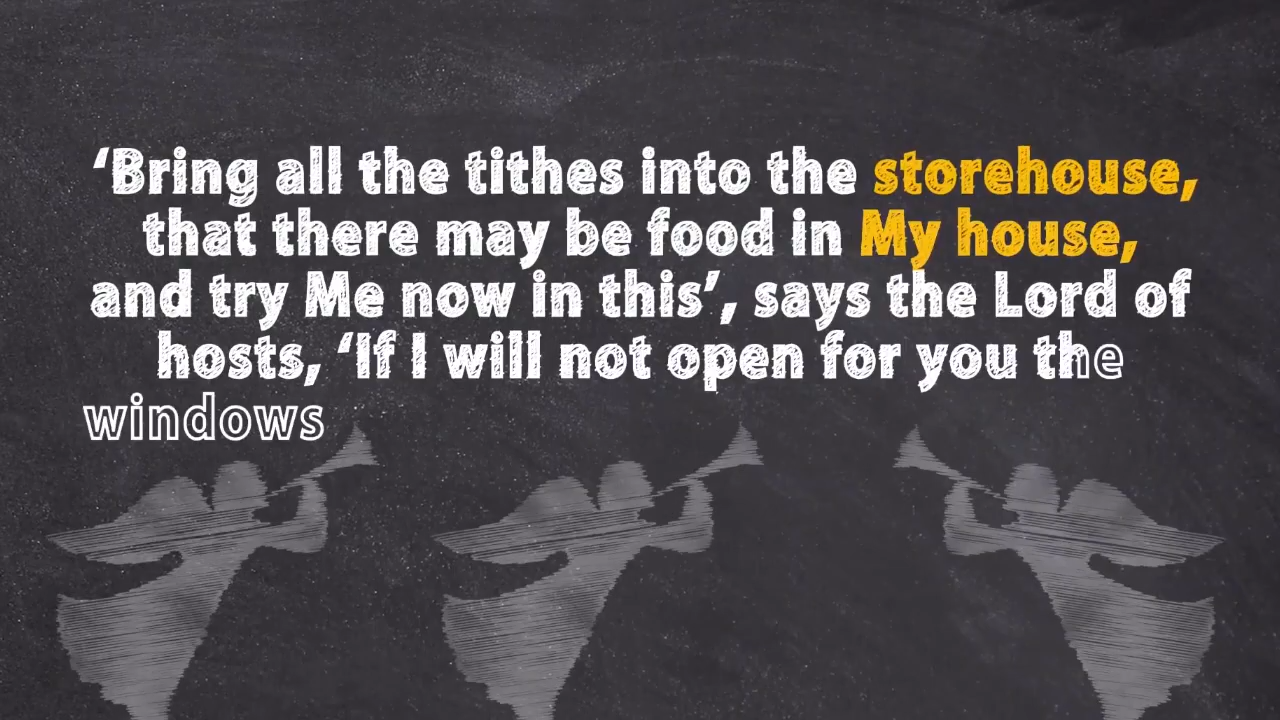 ‘Bring all the tithes into the storehouse,
that there may be food in My house,
and try Me now in this’, says the Lord of
hosts, ‘If I will not open for you the
windows